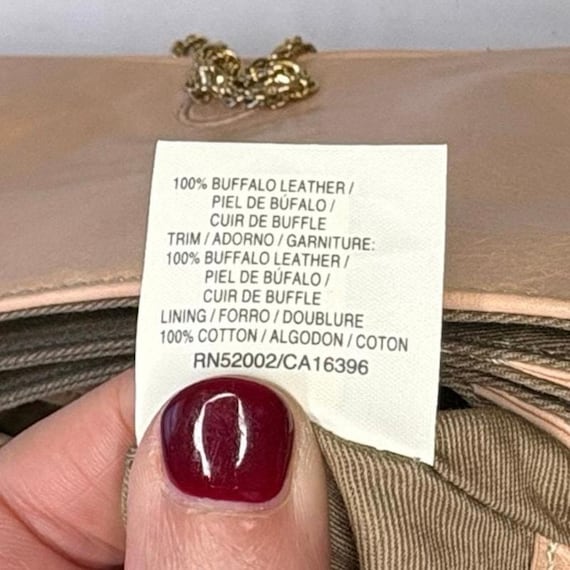 100% BUFFALO LEATHER /
PIEL DE BÚFALO /
CUIR DE BUFFLE
TRIM / ADORNO / GARNITURE:
100% BUFFALO LEATHER /
PIEL DE BÚFALO /
CUIR DE BUFFLE
LINING / FORRO / DOUBLURE
100% COTTON / ALGODON / COTON
RN52002/CA16396